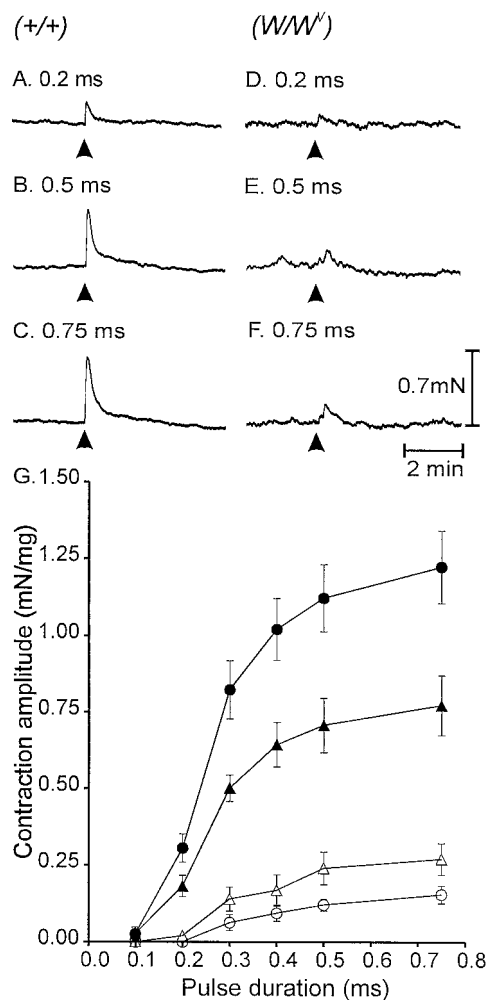 (+/+) (W/Wᵛ)
A. 0.2 ms D. 0.2 ms
B. 0.5 ms E. 0.5 ms
C. 0.75 ms F. 0.75 ms
0.7mN
2 min
G.
1.50
1.25
1.00
0.75
0.50
0.25
0.00
Contraction amplitude (mN/mg)
0.0 0.1 0.2 0.3 0.4 0.5 0.6 0.7 0.8
Pulse duration (ms)